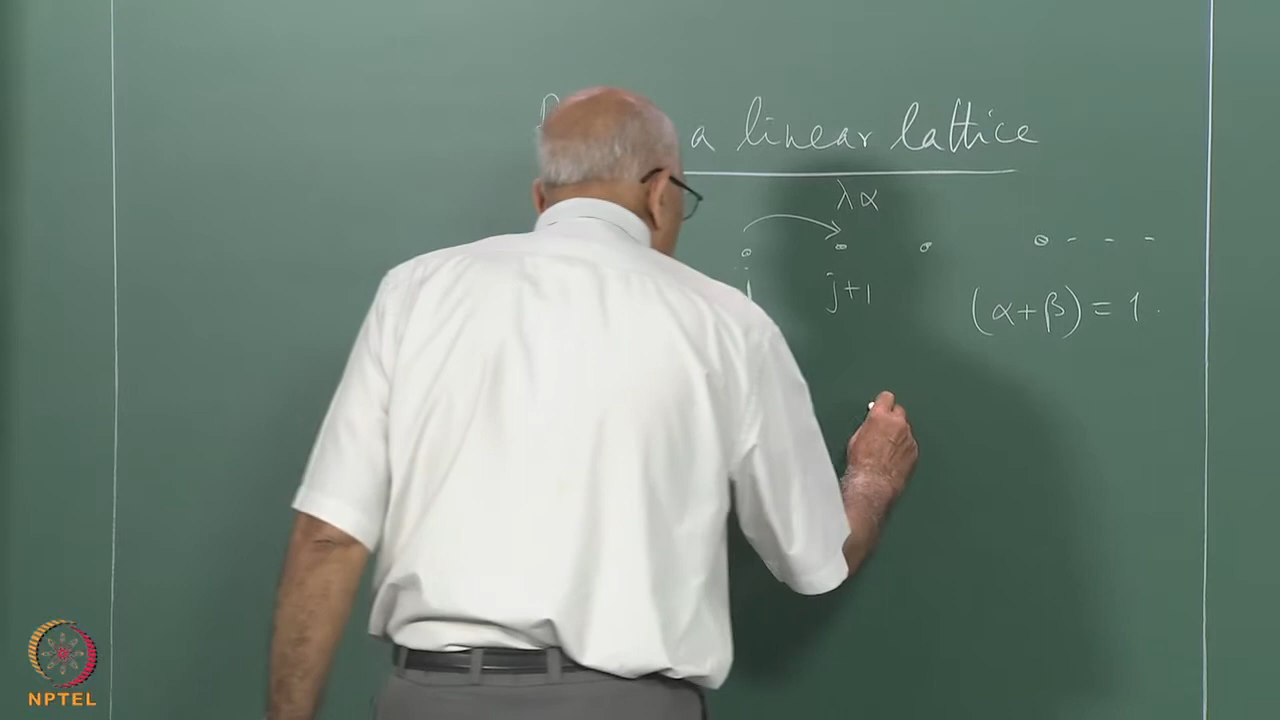 a linear lattice
λα
j j+1
(α+β) = 1.
NPTEL